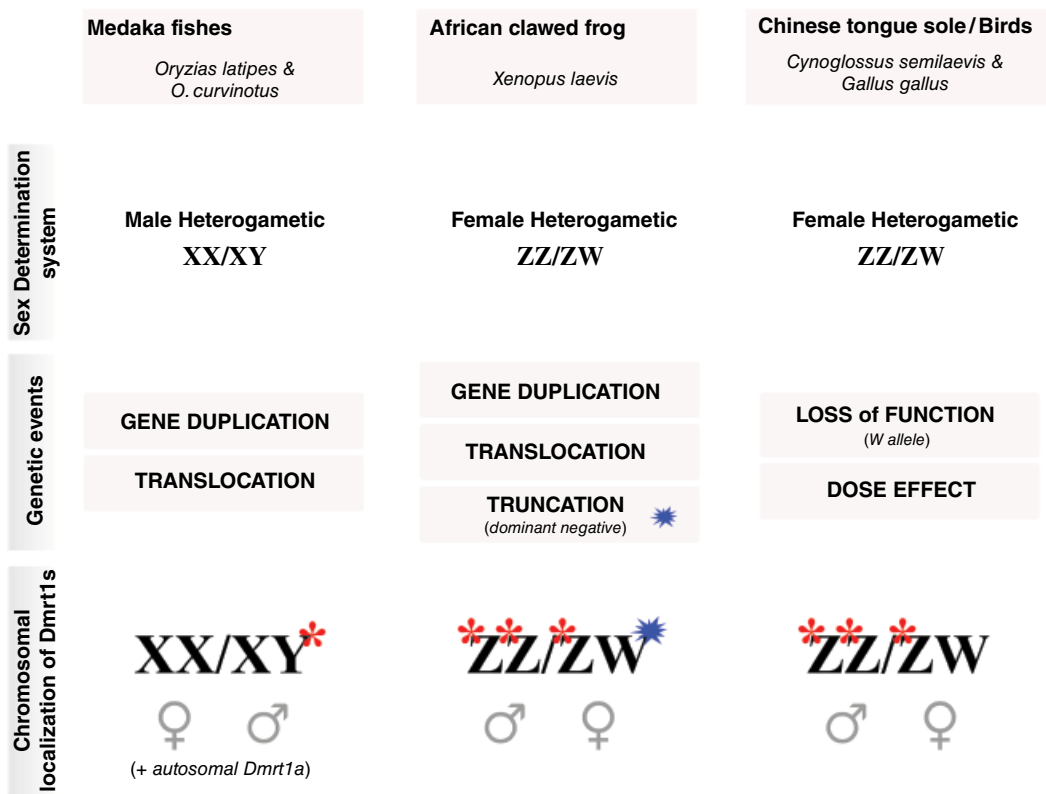 Medaka fishes
Oryzias latipes &
O. curvinotus
African clawed frog
Xenopus laevis
Chinese tongue sole/Birds
Cynoglossus semilaevis &
Gallus gallus
Sex Determination
system
Male Heterogametic
XX/XY
Female Heterogametic
ZZ/ZW
Female Heterogametic
ZZ/ZW
Genetic events
GENE DUPLICATION
TRANSLOCATION
GENE DUPLICATION
TRANSLOCATION
TRUNCATION
(dominant negative)
LOSS of FUNCTION
(W allele)
DOSE EFFECT
Chromosomal
localization of Dmrt1s
XX/XY*
♀ ♂
(+ autosomal Dmrt1a)
*Z*Z/*ZW
♂ ♀
*Z*Z/*ZW
♂ ♀